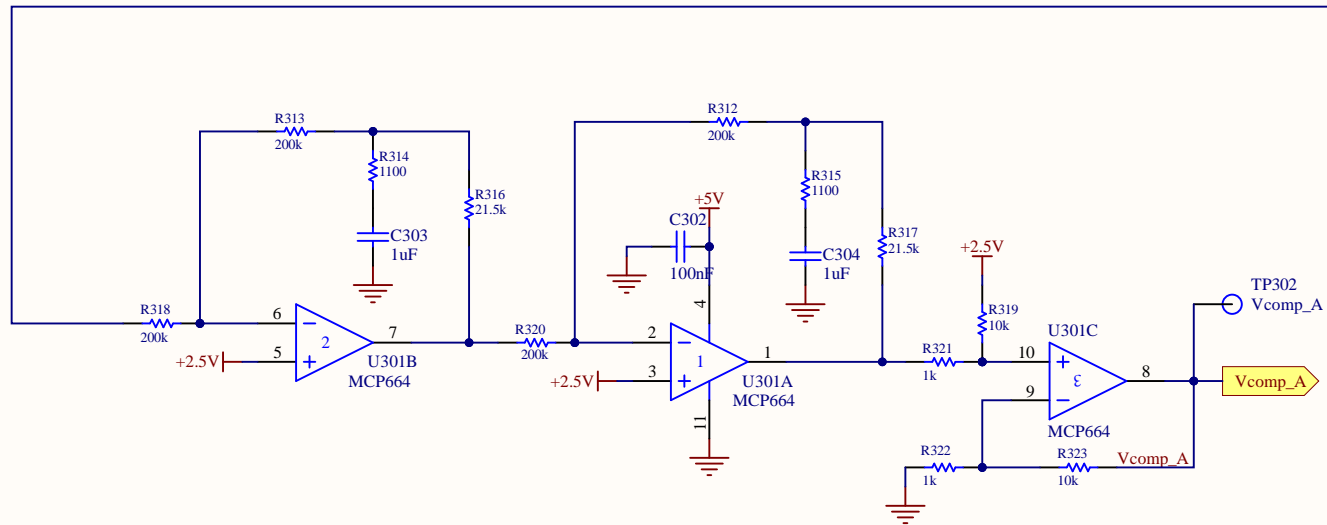 R313
200k
R314
1100
C303
1uF
R316
21.5k
R318
200k
6
5
+2.5V
2
7
U301B
MCP664
R320
200k
R312
200k
R315
1100
C304
1uF
R317
21.5k
+5V
C302
100nF
4
2
3
+2.5V
1
1
11
U301A
MCP664
+2.5V
R319
10k
R321
1k
10
9
3
8
U301C
MCP664
R322
1k
R323
10k
Vcomp_A
TP302
Vcomp_A
Vcomp_A